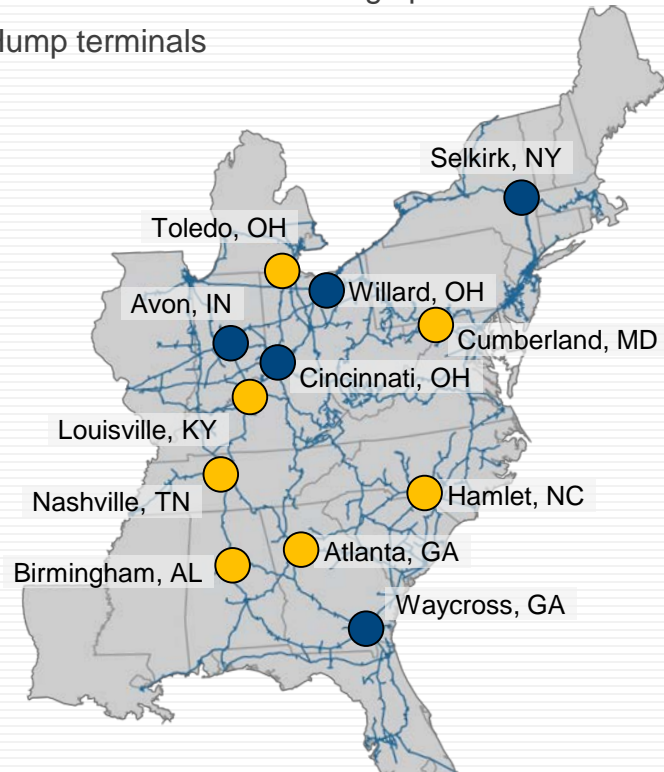 Hump terminals
Selkirk, NY
Toledo, OH
Willard, OH
Avon, IN
Cumberland, MD
Cincinnati, OH
Louisville, KY
Nashville, TN
Hamlet, NC
Atlanta, GA
Birmingham, AL
Waycross, GA